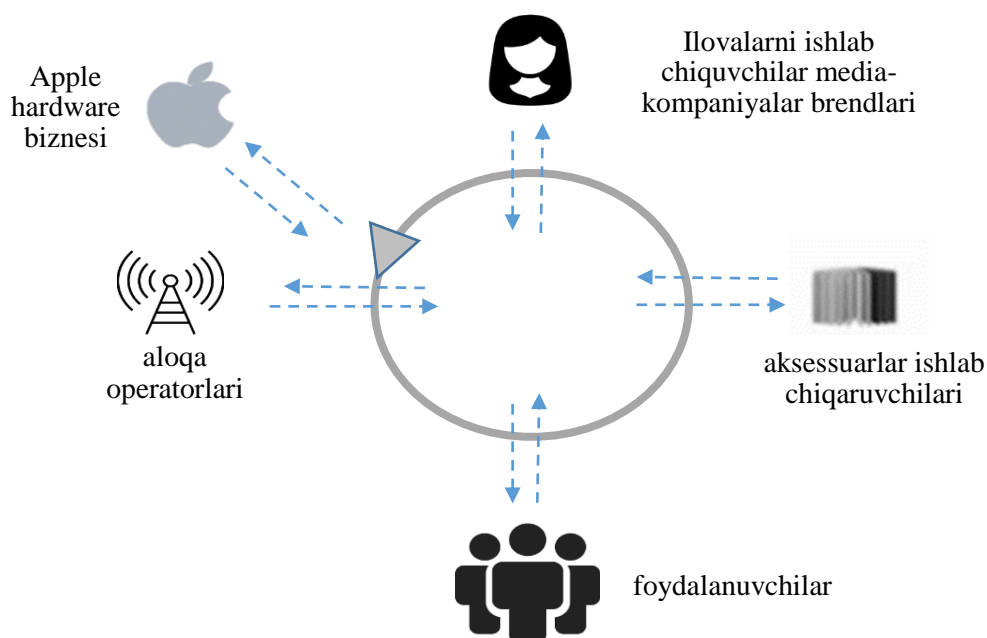 Apple
hardware
biznesi
Ilovalarni ishlab
chiquvchilar media-
kompaniyalar brendlari
aloqa
operatorlari
aksessuarlar ishlab
chiqaruvchilari
foydalanuvchilar